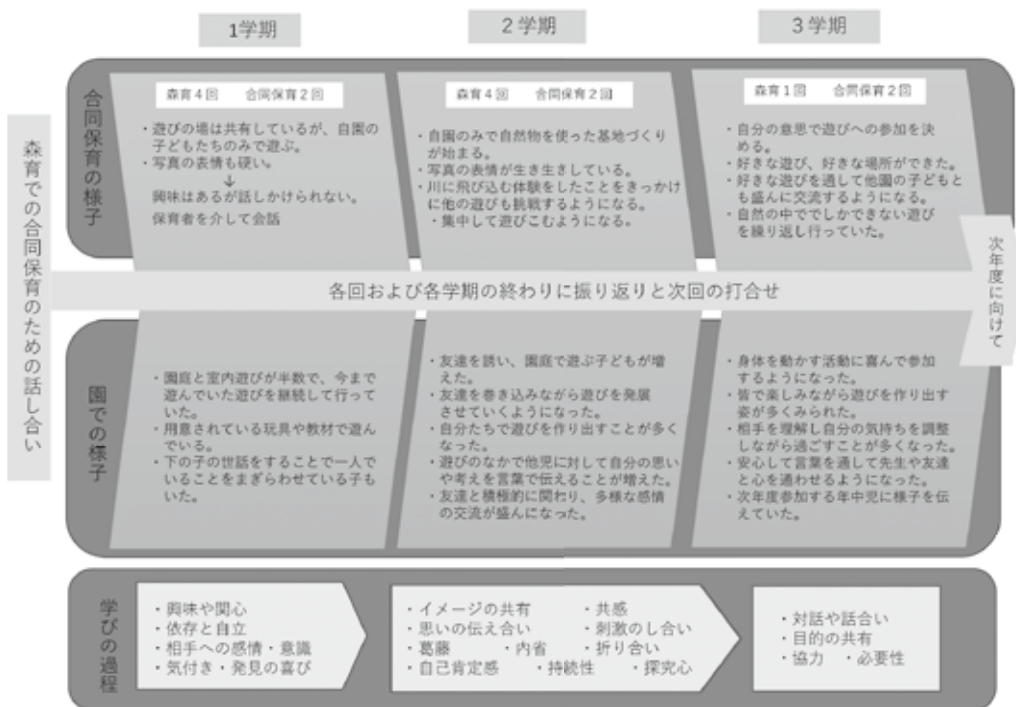 1学期
2学期
3学期
森育での合同保育のための話し合い
合同保育の様子
森育4回 合同保育2回
・遊びの場は共有しているが、自園の
子どもたちのみで遊ぶ。
・写真の表情も硬い。
↓
興味はあるが話しかけられない。
保育者を介して会話
森育4回 合同保育2回
・自園のみで自然物を使った基地づくり
が始まる。
・写真の表情が生き生きしている。
・川に飛び込む体験をしたことをきっかけ
に他の遊びも挑戦するようになる。
・集中して遊びこむようになる。
森育1回 合同保育2回
・自分の意思で遊びへの参加を決
める。
・好きな遊び、好きな場所ができた。
・好きな遊びを通して他園の子どもと
も盛んに交流するようになる。
・自然の中ででしかできない遊び
を繰り返し行っていた。
各回および各学期の終わりに振り返りと次回の打合せ
次年度に向けて
園での様子
・園庭と室内遊びが半数で、今まで
遊んでいた遊びを継続して行って
いた。
・用意されている玩具や教材で遊ん
でいる。
・下の子の世話をすることで一人で
いることをまぎらわせている子も
いた。
・友達を誘い、園庭で遊ぶ子どもが増
えた。
・友達を巻き込みながら遊びを発展
させていくようになった。
・自分たちで遊びを作り出すことが多く
なった。
・遊びのなかで他児に対して自分の思い
や考えを言葉で伝えることが増えた。
・友達と積極的に関わり、多様な感情
の交流が盛んになった。
・身体を動かす活動に喜んで参加
するようになった。
・皆で楽しみながら遊びを作り出す
姿が多くみられた。
・相手を理解し自分の気持ちを調整
しながら過ごすことが多くなった。
・安心して言葉を通して先生や友達
と心を通わせるようになった。
・次年度参加する年中児に様子を伝
えていた。
学びの過程
・興味や関心
・依存と自立
・相手への感情・意識
・気付き・発見の喜び
・イメージの共有 ・共感
・思いの伝え合い ・刺激のし合い
・葛藤 ・内省 ・折り合い
・自己肯定感 ・持続性 ・探究心
・対話や話合い
・目的の共有
・協力 ・必要性